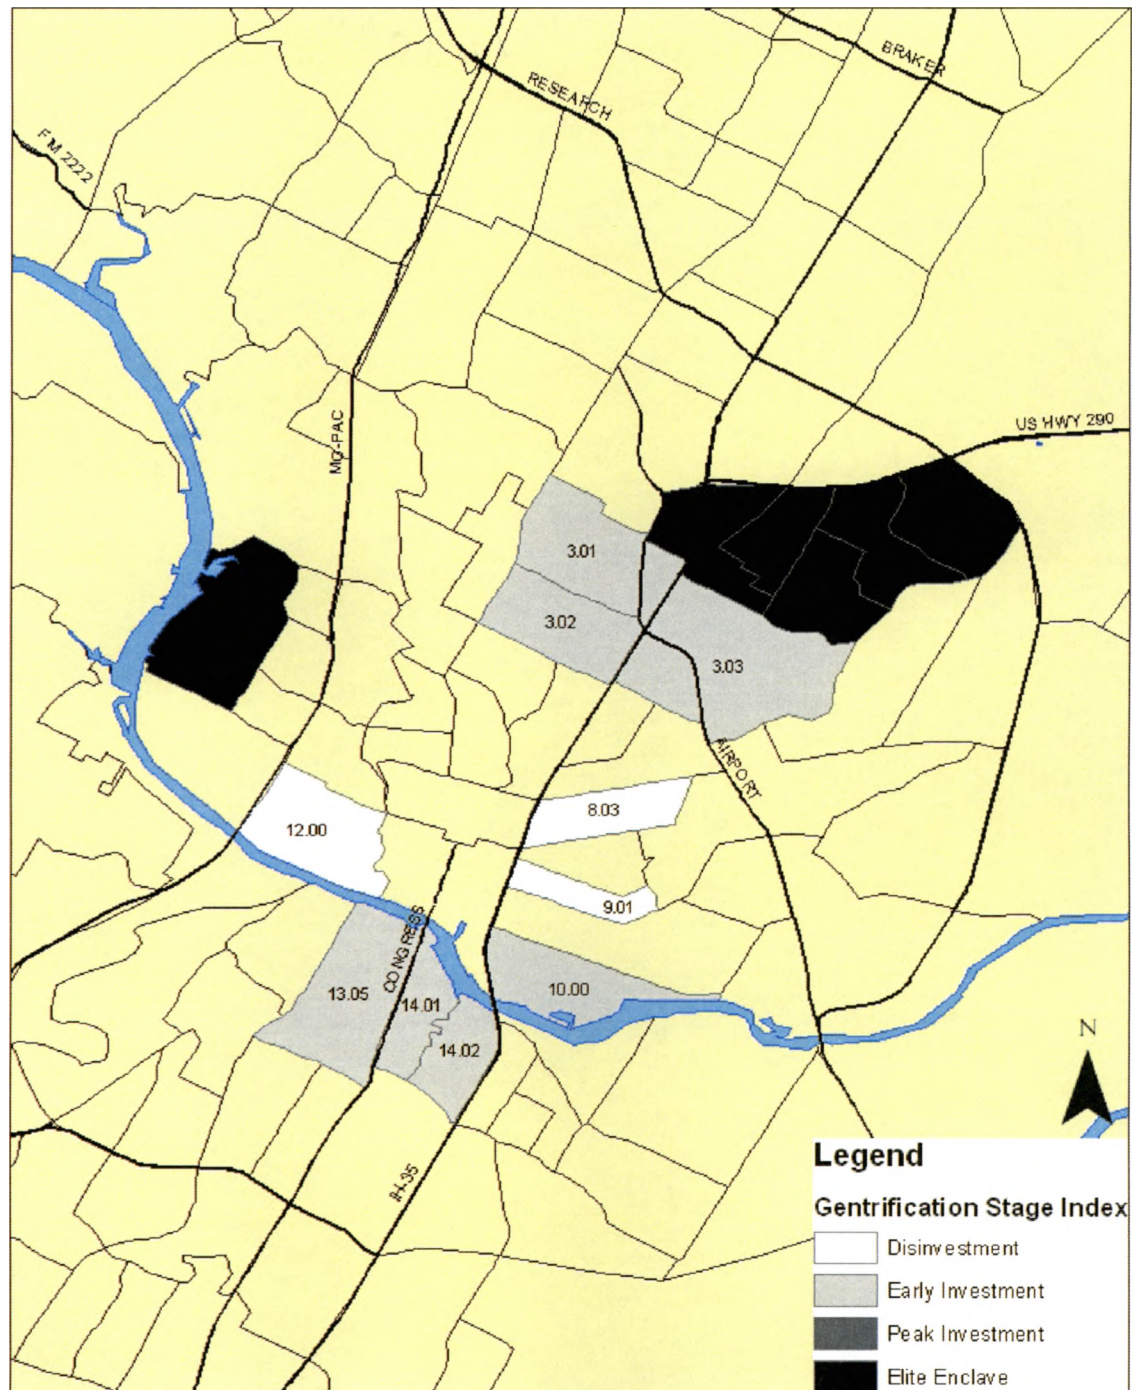 BRAKER
RESEARCH
FM 2222
US HWY 290
MO-PAC
3.01
3.02
3.03
AIRPORT
8.03
12.00
9.01
CONGRESS
10.00
13.05
14.01
14.02
N
IH-35
Legend
Gentrification Stage Index
Disinvestment
Early Investment
Peak Investment
Elite Enclave